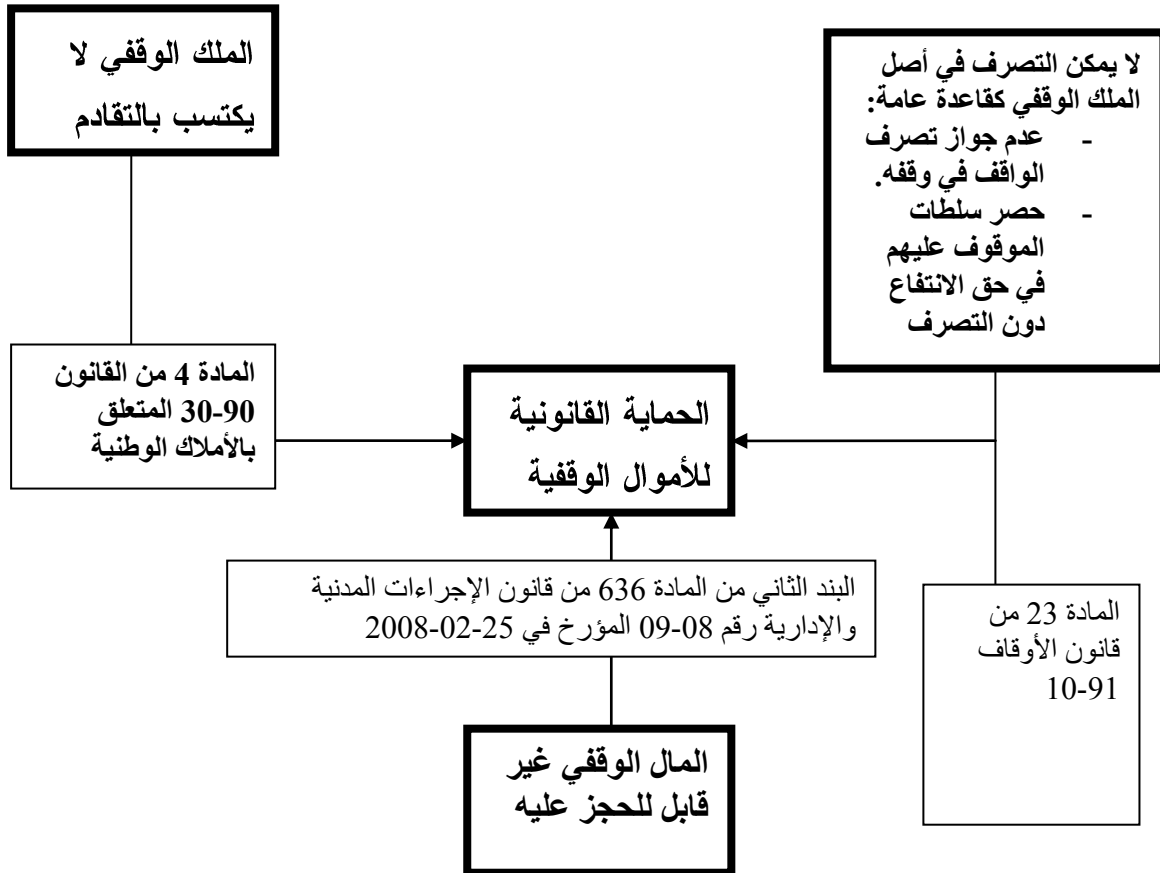 لا يمكن التصرف في أصل
الملك الوقفي كقاعدة عامة:
- عدم جواز تصرف
الواقف في وقفه.
- حصر سلطات
الموقوف عليهم
في حق الانتفاع
دون التصرف
الملك الوقفي لا
يكتسب بالتقادم
المادة 4 من القانون
30-90 المتعلق
بالأملاك الوطنية
الحماية القانونية
للأموال الوقفية
البند الثاني من المادة 636 من قانون الإجراءات المدنية
والإدارية رقم 08-09 المؤرخ في 25-02-2008
المادة 23 من
قانون الأوقاف
10-91
المال الوقفي غير
قابل للحجز عليه